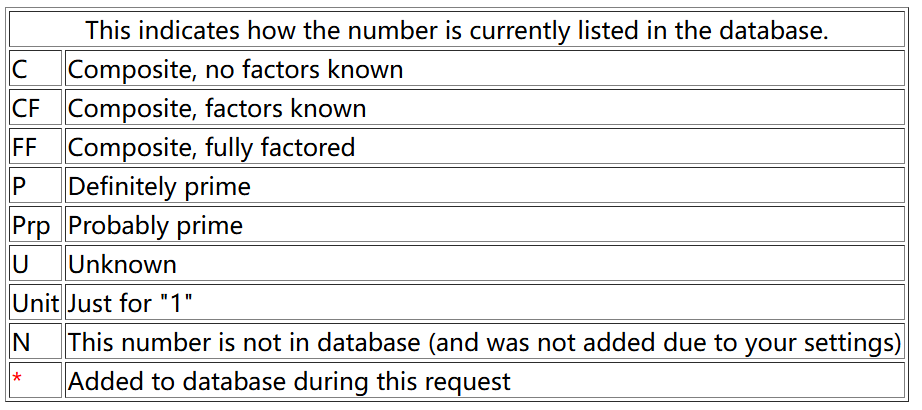 This indicates how the number is currently listed in the database.
C Composite, no factors known
CF Composite, factors known
FF Composite, fully factored
P Definitely prime
Prp Probably prime
U Unknown
Unit Just for "1"
N This number is not in database (and was not added due to your settings)
* Added to database during this request